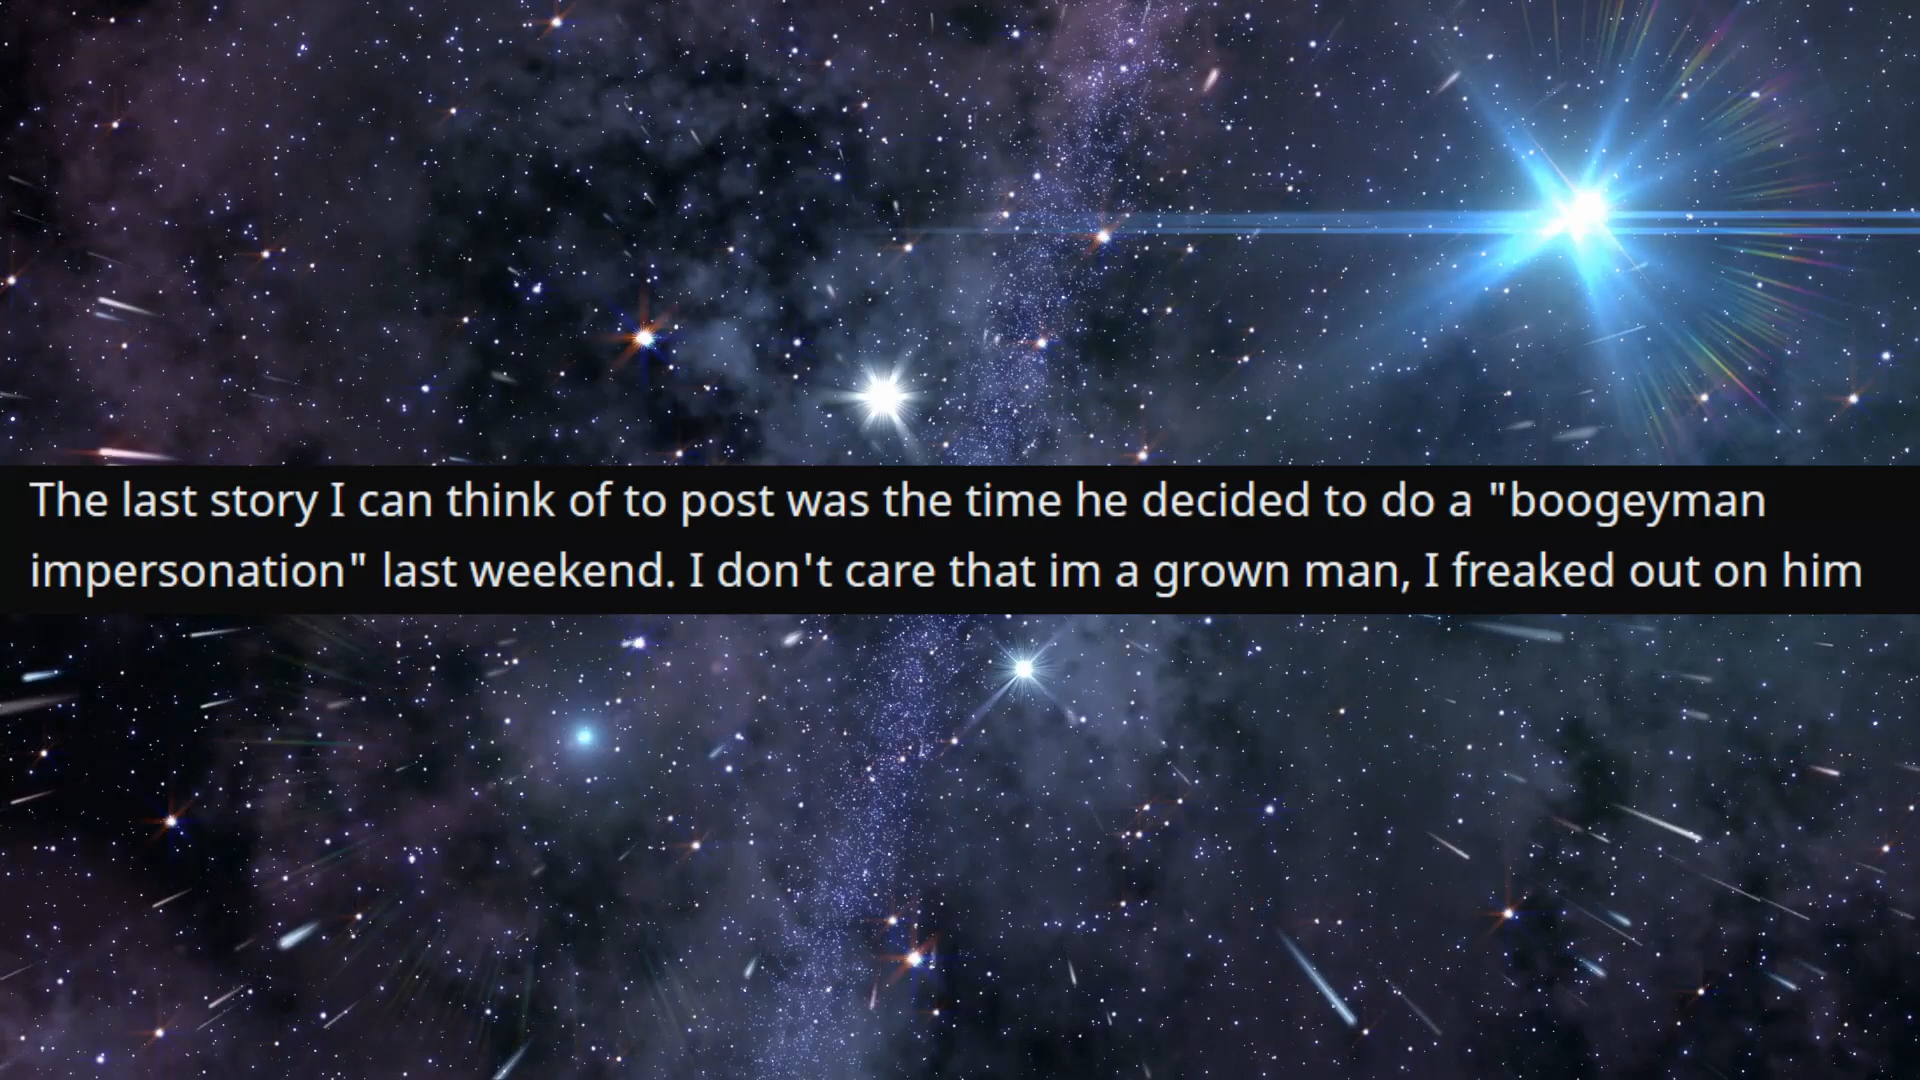 The last story I can think of to post was the time he decided to do a "boogeyman
impersonation" last weekend. I don't care that im a grown man, I freaked out on him